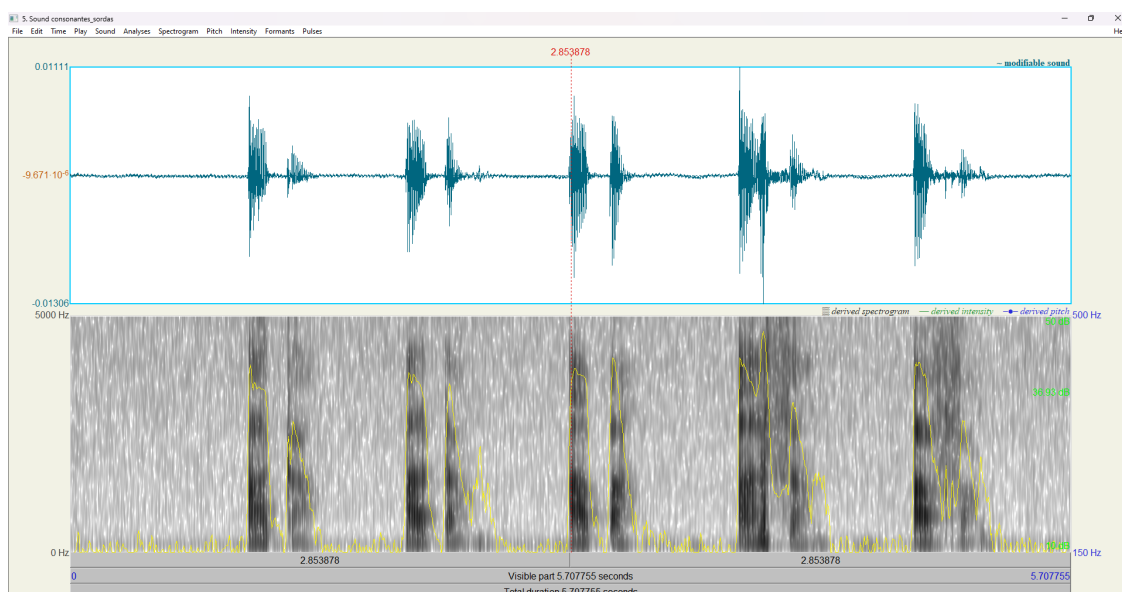 5. Sound consonantes_sordas
File Edit Time Play Sound Analyses Spectrogram Pitch Intensity Formants Pulses
2.853878
0.01111
~ modifiable sound
-9.671·10⁻⁶
-0.01306
5000 Hz
derived spectrogram derived intensity derived pitch
500 Hz
0 Hz
150 Hz
2.853878 2.853878
0 Visible part 5.707755 seconds 5.707755
Total duration 5.707755 seconds